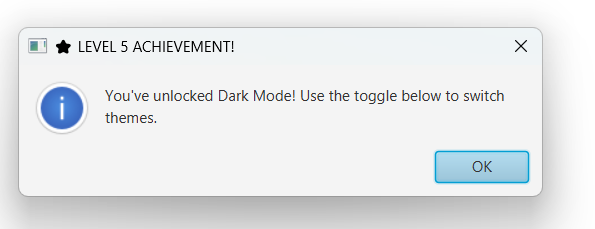 ★ LEVEL 5 ACHIEVEMENT!
You've unlocked Dark Mode! Use the toggle below to switch
themes.
OK